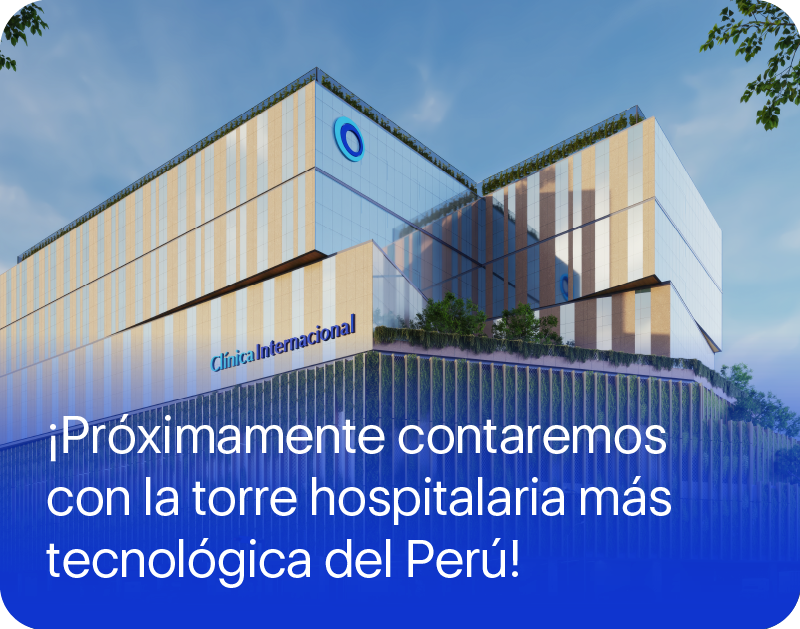 Clínica Internacional
¡Próximamente contaremos
con la torre hospitalaria más
tecnológica del Perú!